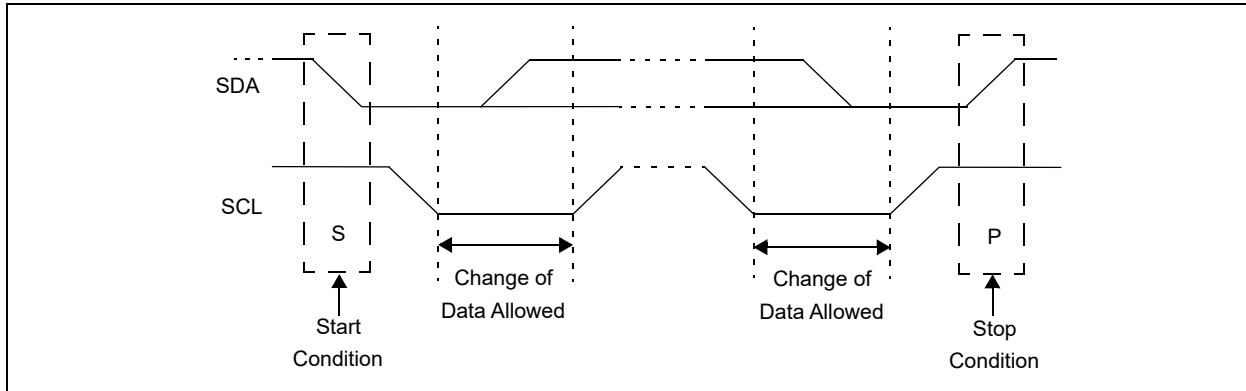 SDA
SCL
S
P
Change of
Data Allowed
Change of
Data Allowed
Start
Condition
Stop
Condition